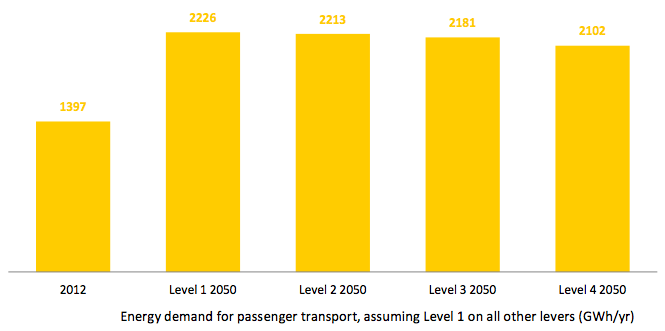 2226
2213
2181
2102
1397
2012
Level 1 2050
Level 2 2050
Level 3 2050
Level 4 2050
Energy demand for passenger transport, assuming Level 1 on all other levers (GWh/yr)